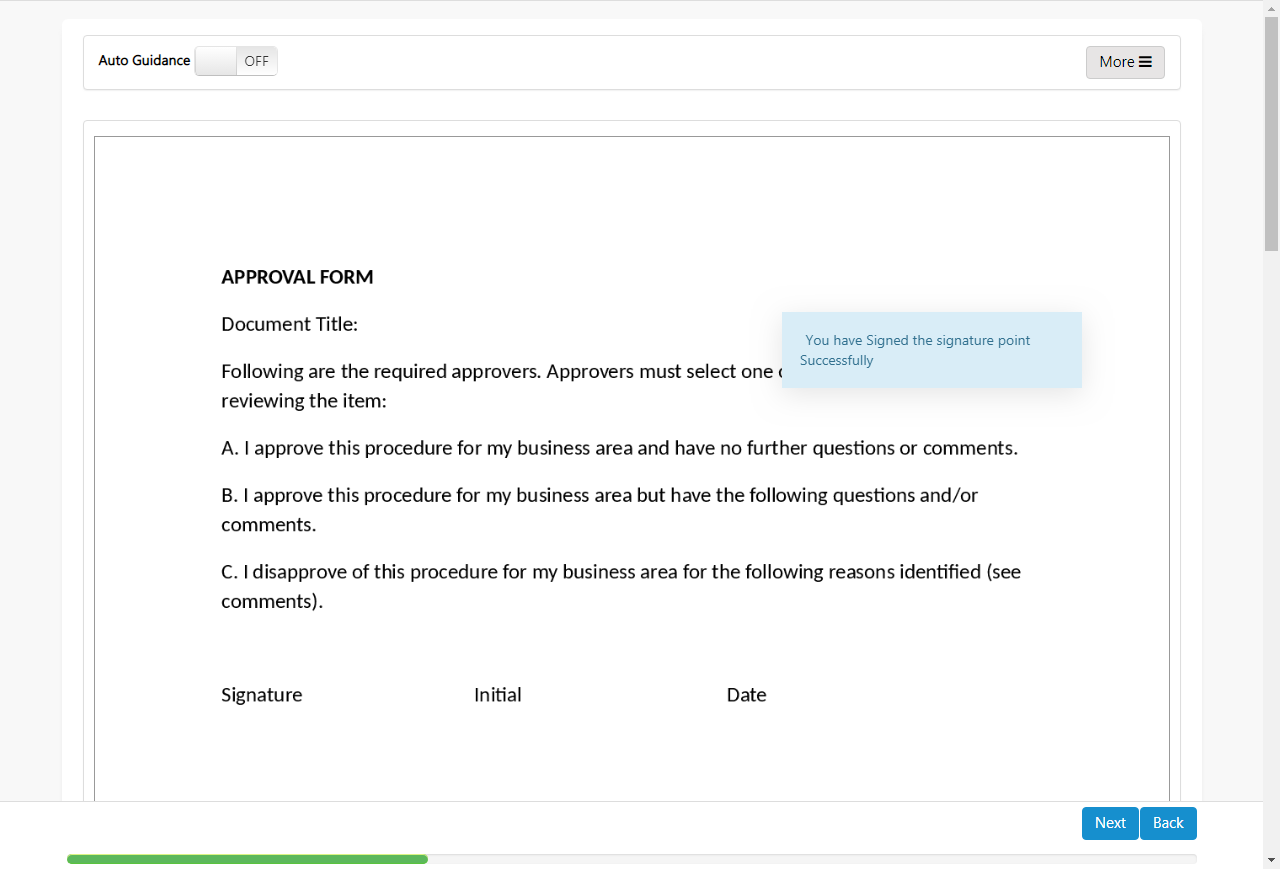 Auto Guidance OFF More
APPROVAL FORM
Document Title:
You have Signed the signature point
Successfully
Following are the required approvers. Approvers must select one
reviewing the item:
A. I approve this procedure for my business area and have no further questions or comments.
B. I approve this procedure for my business area but have the following questions and/or
comments.
C. I disapprove of this procedure for my business area for the following reasons identified (see
comments).
Signature Initial Date
Next Back